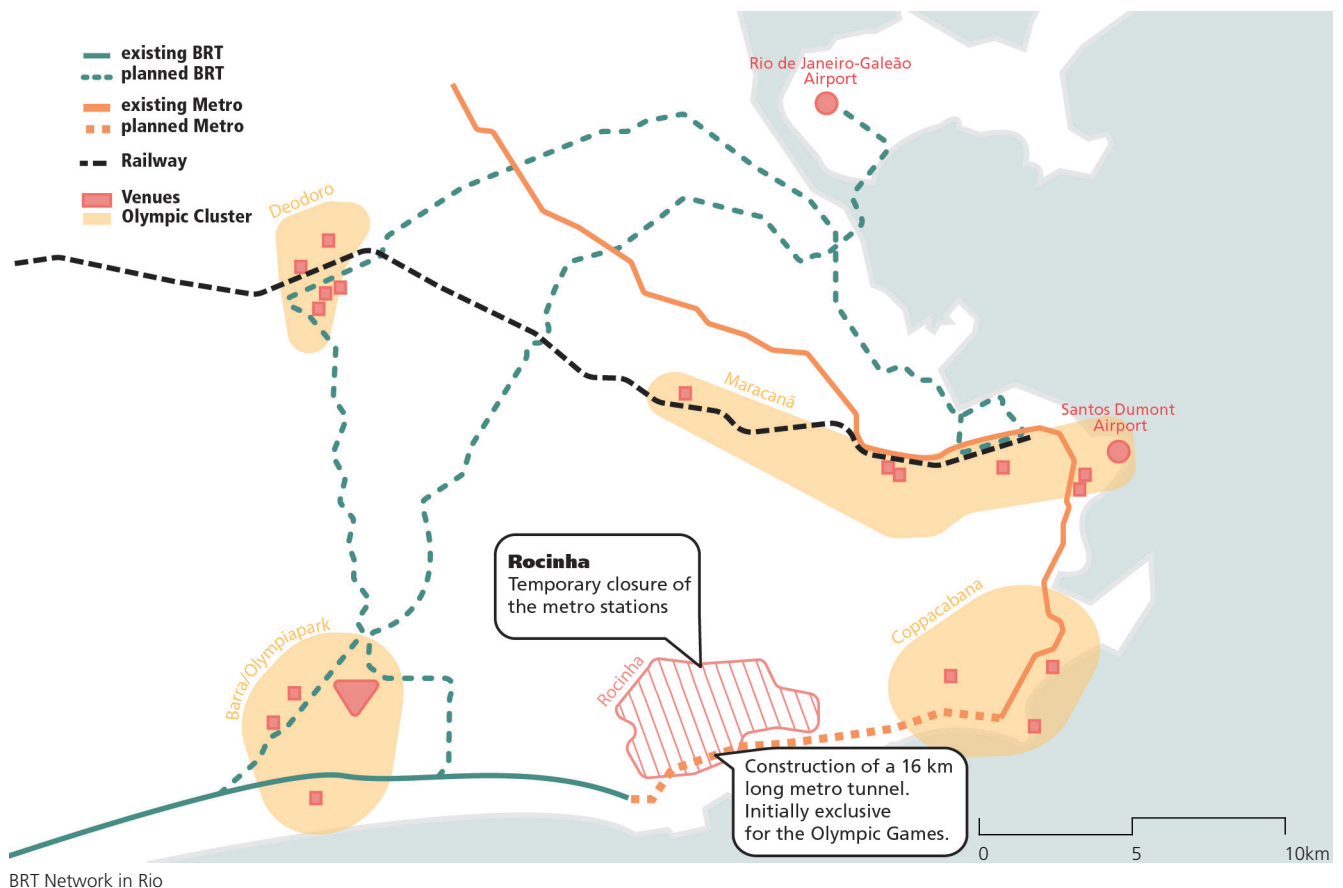 existing BRT
planned BRT
existing Metro
planned Metro
Railway
Venues
Olympic Cluster
Rio de Janeiro-Galeão
Airport
Deodoro
Maracanã
Santos Dumont
Airport
Rocinha
Temporary closure of
the metro stations
Coppacabana
Barra/Olympiapark
Rocinha
Construction of a 16 km
long metro tunnel.
Initially exclusive
for the Olympic Games.
0 5 10km
BRT Network in Rio